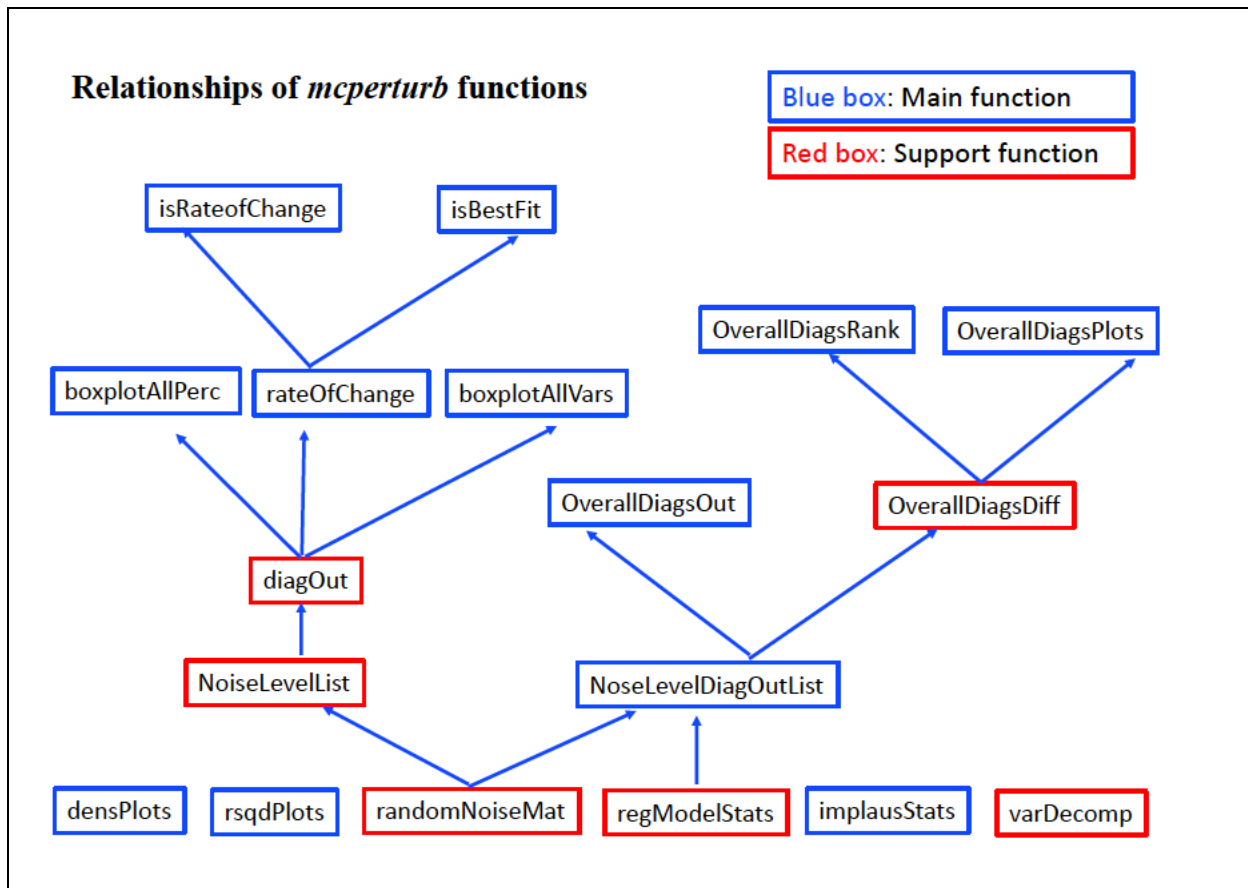 Relationships of mcperturb functions
Blue box: Main function
Red box: Support function
isRateofChange
isBestFit
OverallDiagsRank
OverallDiagsPlots
boxplotAllPerc
rateOfChange
boxplotAllVars
OverallDiagsOut
OverallDiagsDiff
diagOut
NoiseLevelList
NoseLevelDiagOutList
densPlots
rsqdPlots
randomNoiseMat
regModelStats
implausStats
varDecomp